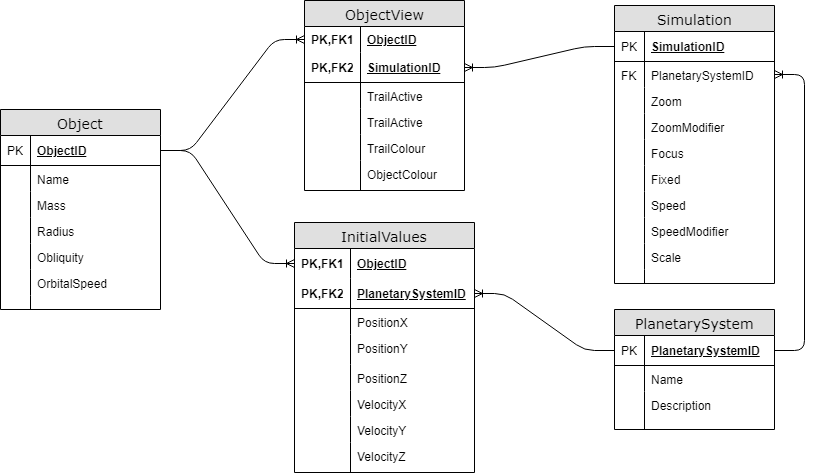 Object
PK ObjectID
Name
Mass
Radius
Obliquity
OrbitalSpeed
ObjectView
PK,FK1 ObjectID
PK,FK2 SimulationID
TrailActive
TrailActive
TrailColour
ObjectColour
InitialValues
PK,FK1 ObjectID
PK,FK2 PlanetarySystemID
PositionX
PositionY
PositionZ
VelocityX
VelocityY
VelocityZ
Simulation
PK SimulationID
FK PlanetarySystemID
Zoom
ZoomModifier
Focus
Fixed
Speed
SpeedModifier
Scale
PlanetarySystem
PK PlanetarySystemID
Name
Description